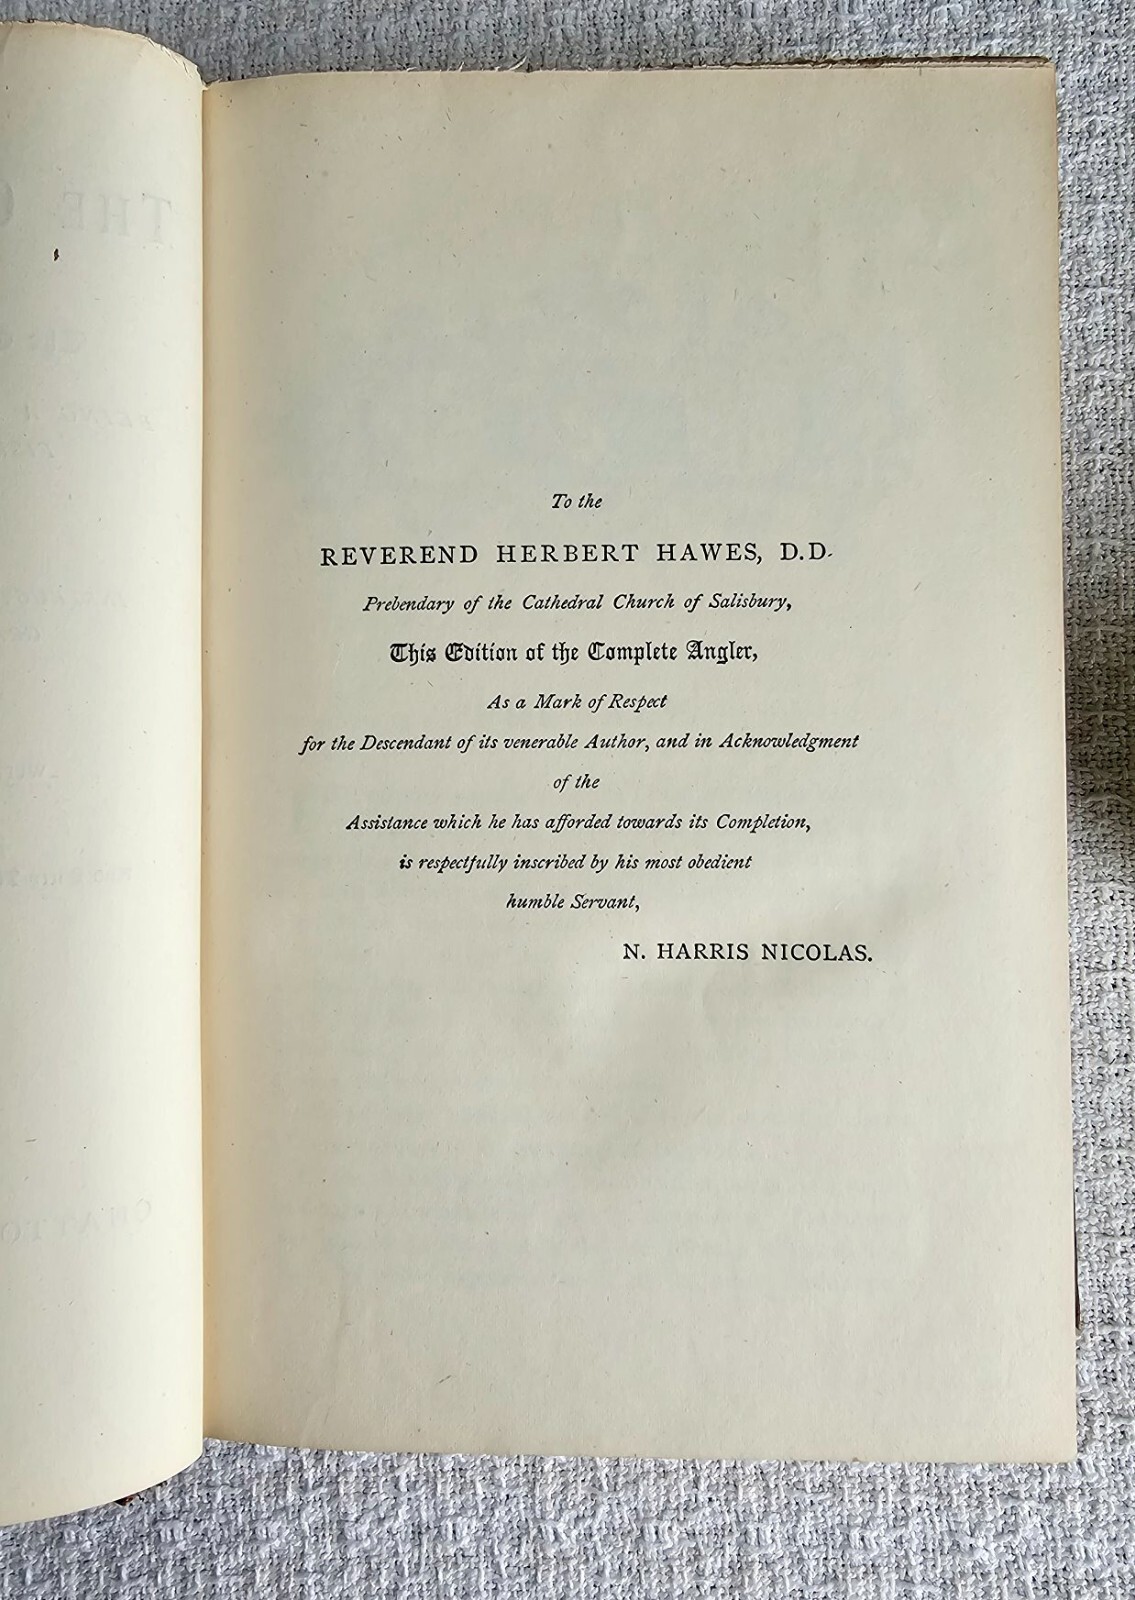 To the
REVEREND HERBERT HAWES, D.D.
Prebendary of the Cathedral Church of Salisbury,
This Edition of the Complete Angler,
As a Mark of Respect
for the Descendant of its venerable Author, and in Acknowledgment
of the
Assistance which he has afforded towards its Completion,
is respectfully inscribed by his most obedient
humble Servant,
N. HARRIS NICOLAS.